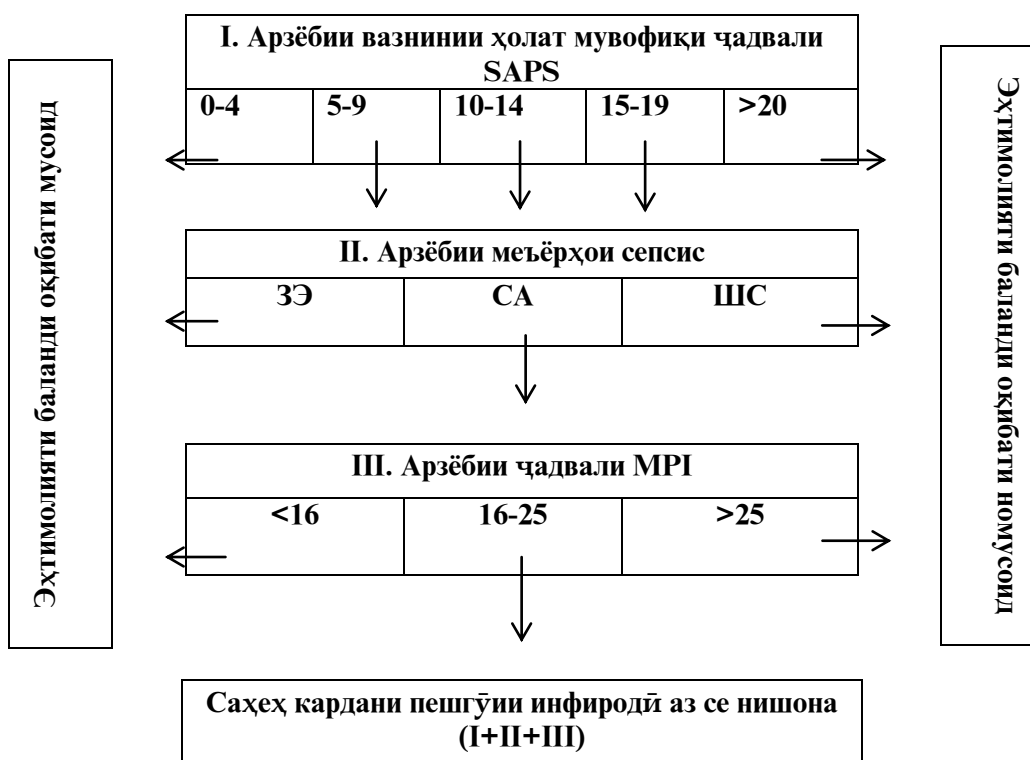 Эҳтимолияти баланди оқибати мусоид
I. Арзёбии вазнинии ҳолат мувофиқи ҷадвали
SAPS
0-4 5-9 10-14 15-19 >20
II. Арзёбии меъёрҳои сепсис
ЗЭ СА ШС
III. Арзёбии ҷадвали MPI
<16 16-25 >25
Саҳеҳ кардани пешгӯии инфиродӣ аз се нишона
(I+II+III)
Эҳтимолияти баланди оқибати номусоид